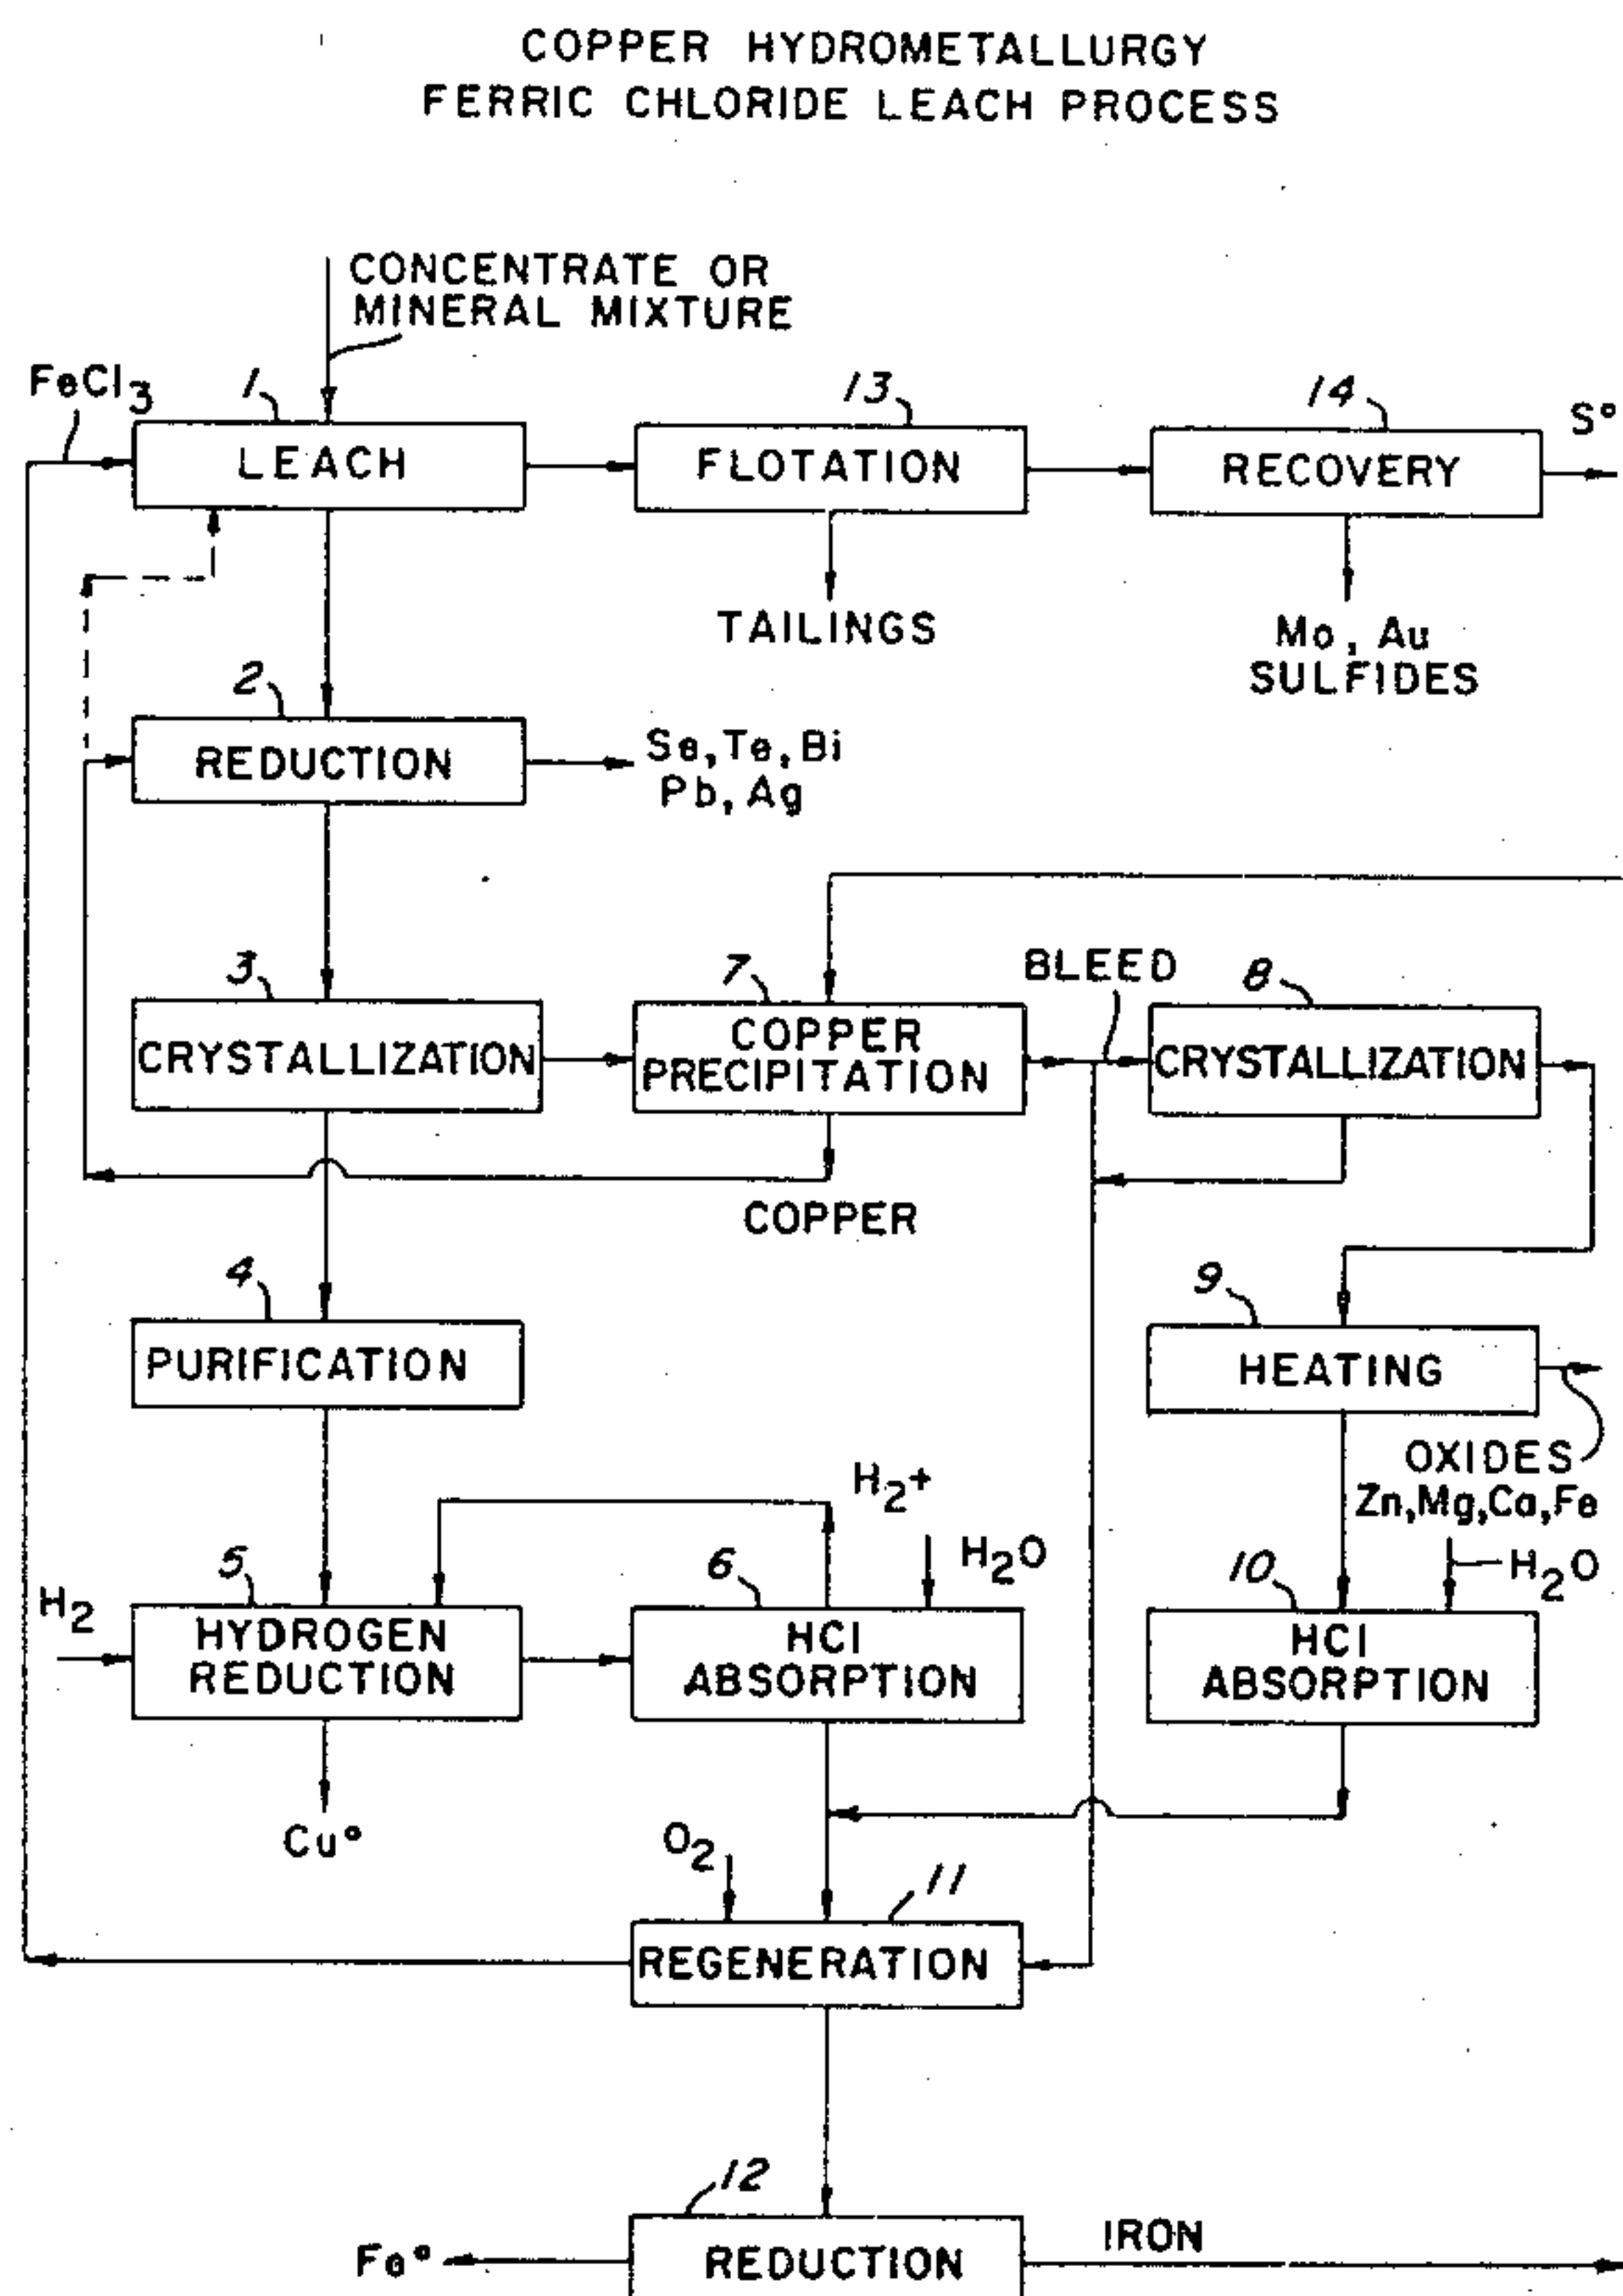 COPPER HYDROMETALLURGY
FERRIC CHLORIDE LEACH PROCESS
CONCENTRATE OR
MINERAL MIXTURE
FeCl3
1
LEACH
13
FLOTATION
14
RECOVERY
S°
TAILINGS
Mo, Au
SULFIDES
2
REDUCTION
Se, Te, Bi
Pb, Ag
3
CRYSTALLIZATION
7
COPPER
PRECIPITATION
BLEED
8
CRYSTALLIZATION
COPPER
4
PURIFICATION
9
HEATING
OXIDES
Zn, Mg, Ca, Fe
H2+
H2O
H2
5
HYDROGEN
REDUCTION
6
HCl
ABSORPTION
10
H2O
HCl
ABSORPTION
Cu°
O2
11
REGENERATION
12
Fe°
REDUCTION
IRON